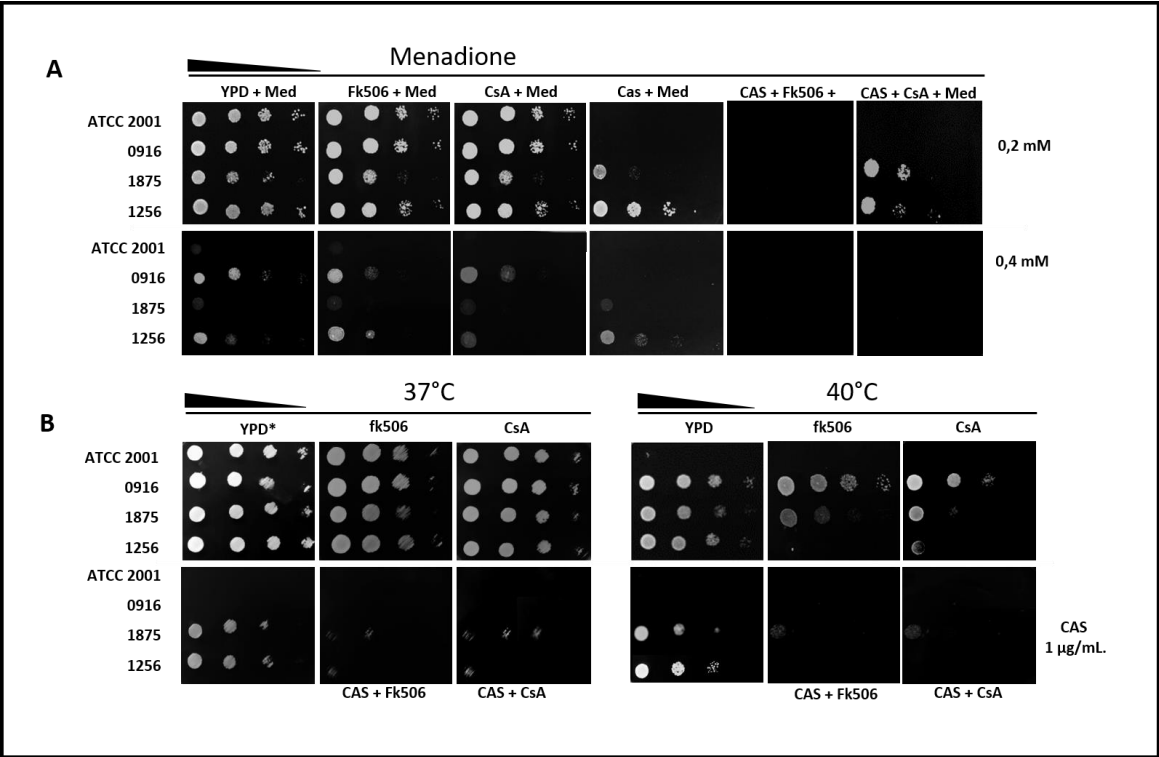 A
Menadione
YPD + Med Fk506 + Med CsA + Med Cas + Med CAS + Fk506 + CAS + CsA + Med
ATCC 2001
0916
1875
1256
0,2 mM
ATCC 2001
0916
1875
1256
0,4 mM
B
37°C 40°C
YPD* fk506 CsA YPD fk506 CsA
ATCC 2001
0916
1875
1256
ATCC 2001
0916
1875
1256
CAS
1 µg/mL.
CAS + Fk506 CAS + CsA CAS + Fk506 CAS + CsA